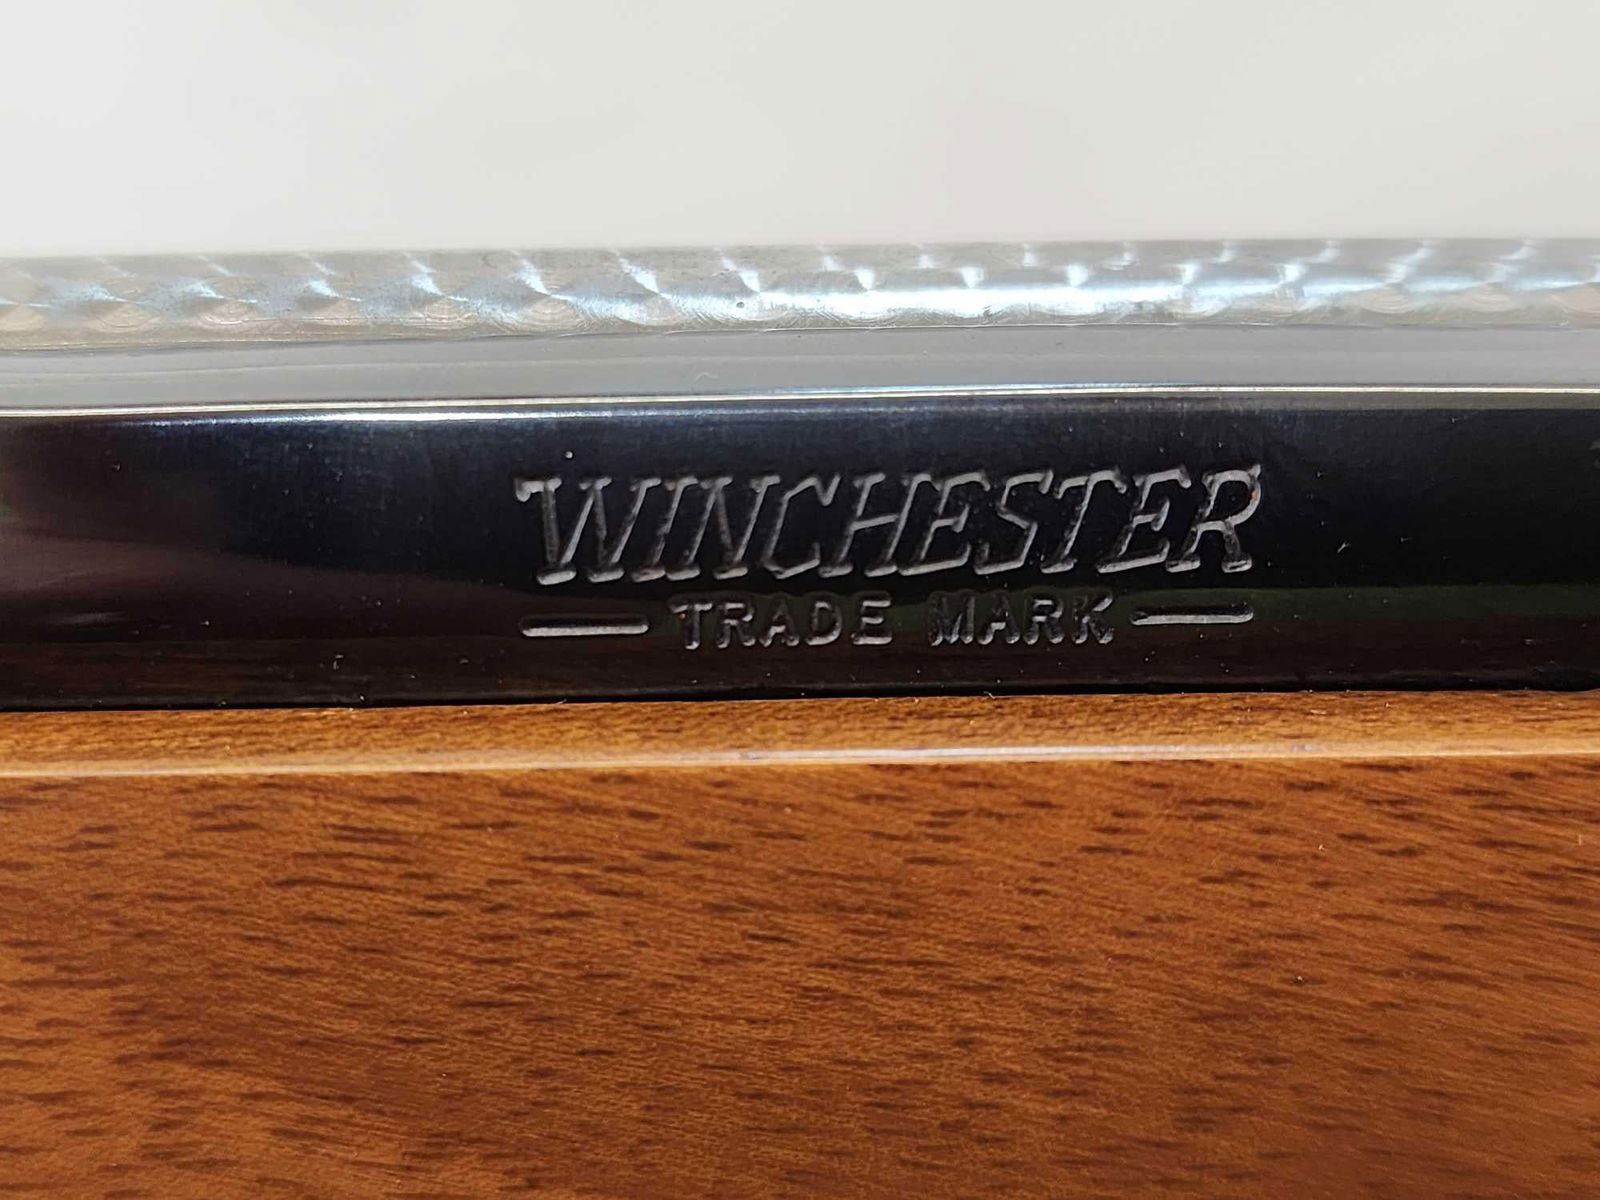 WINCHESTER
— TRADE MARK —